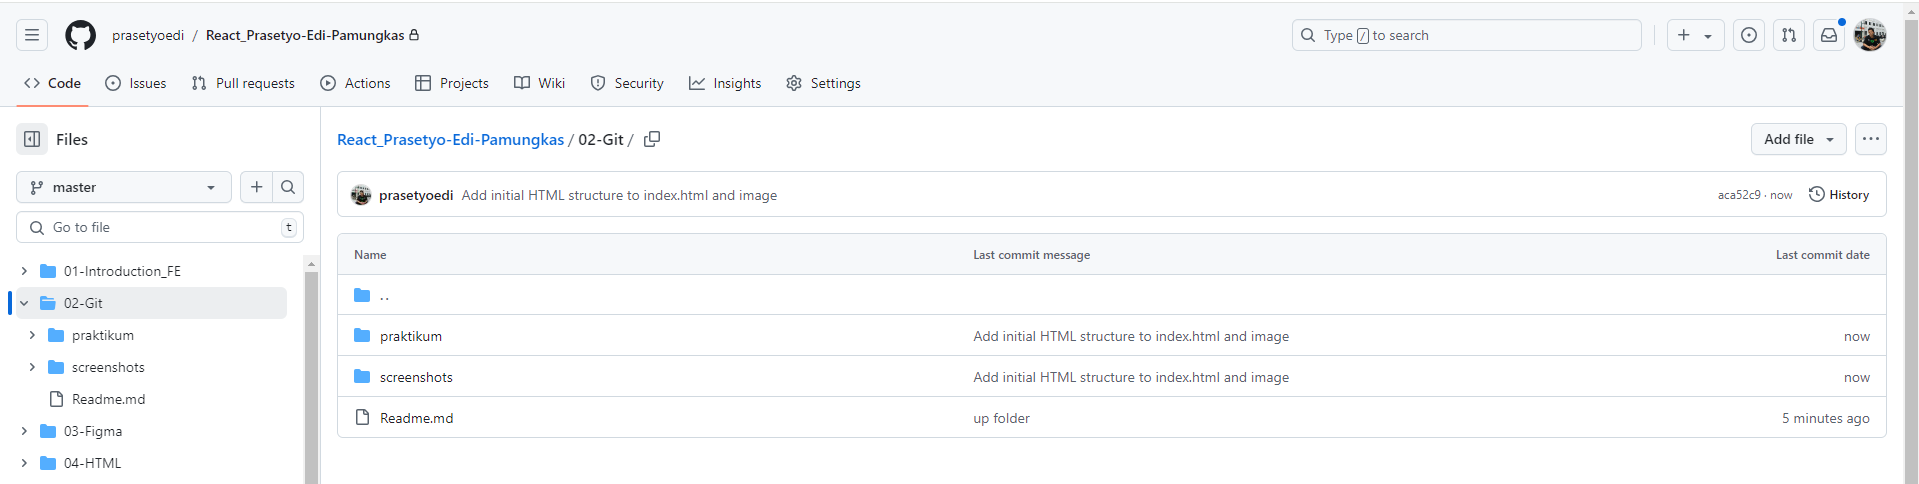 prasetyoedi / React_Prasetyo-Edi-Pamungkas
Type / to search
Code Issues Pull requests Actions Projects Wiki Security Insights Settings
Files
master
Go to file t
01-Introduction_FE
02-Git
praktikum
screenshots
Readme.md
03-Figma
04-HTML
React_Prasetyo-Edi-Pamungkas / 02-Git /
Add file
prasetyoedi Add initial HTML structure to index.html and image aca52c9 · now History
Name Last commit message Last commit date
..
praktikum Add initial HTML structure to index.html and image now
screenshots Add initial HTML structure to index.html and image now
Readme.md up folder 5 minutes ago